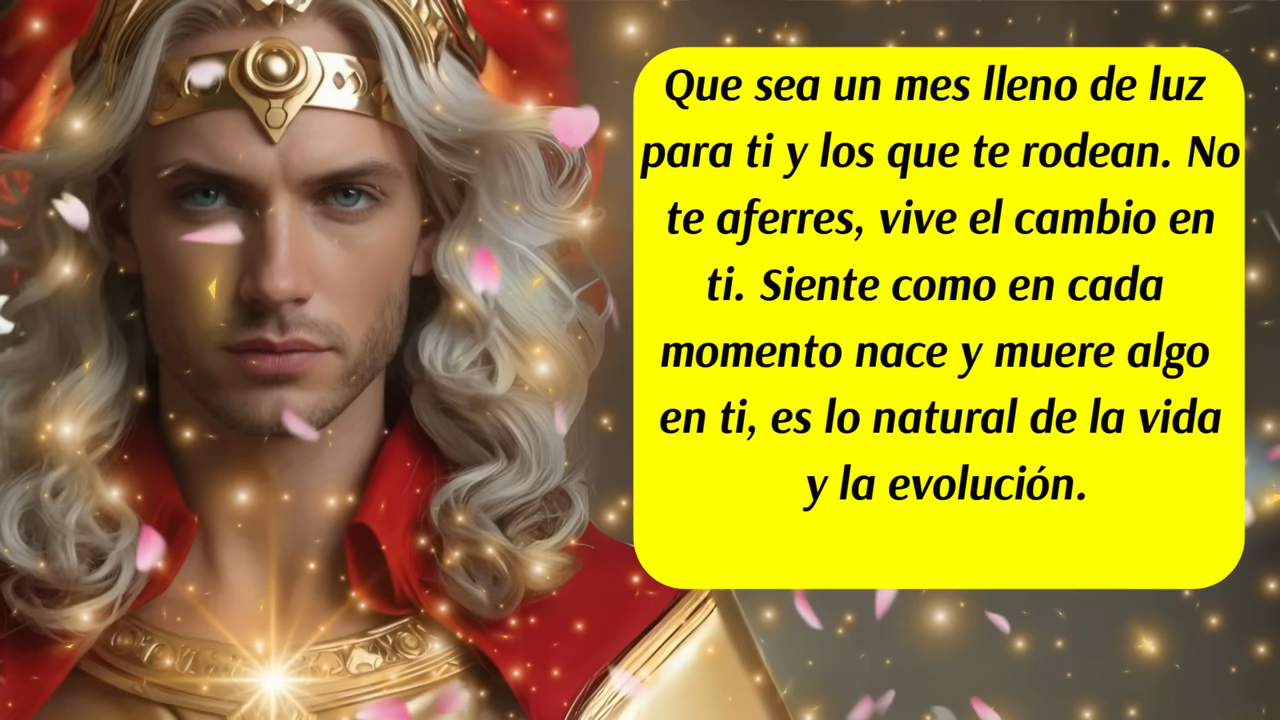 Que sea un mes lleno de luz
para ti y los que te rodean. No
te aferres, vive el cambio en
ti. Siente como en cada
momento nace y muere algo
en ti, es lo natural de la vida
y la evolución.